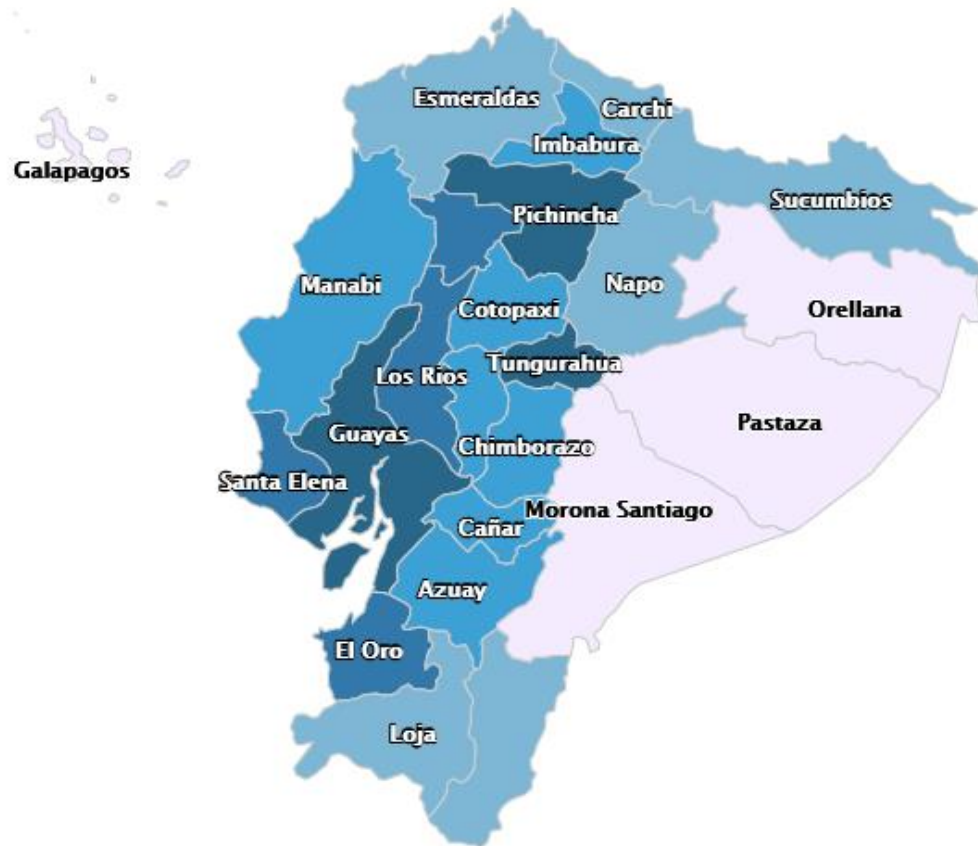 Esmeraldas
Carchi
Imbabura
Galapagos
Sucumbios
Pichincha
Manabi
Napo
Cotopaxi
Orellana
Tungurahua
Los Rios
Pastaza
Guayas
Chimborazo
Santa Elena
Morona Santiago
Cañar
Azuay
El Oro
Loja